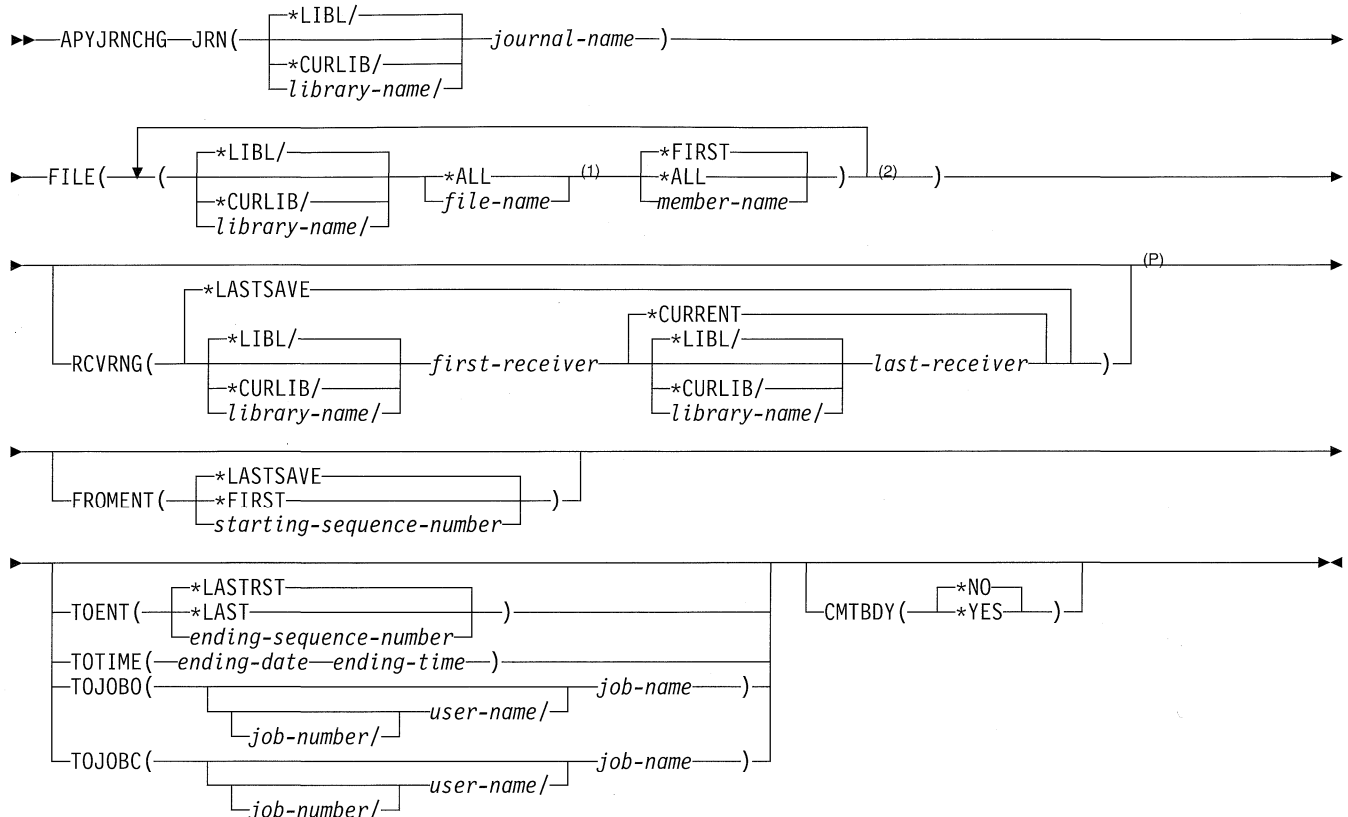 *LIBL/
APYJRNCHG JRN( journal-name )
*CURLIB/
library-name/
*LIBL/ *FIRST
FILE( ( *ALL (1) *ALL ) (2) )
*CURLIB/ file-name member-name
library-name/
(P)
*LASTSAVE
*LIBL/ *CURRENT
*LIBL/
RCVRNG( first-receiver last-receiver )
*CURLIB/ *CURLIB/
library-name/ library-name/
*LASTSAVE
FROMENT( *FIRST )
starting-sequence-number
*LASTRST *NO
TOENT( *LAST ) CMTBDY( *YES )
ending-sequence-number
TOTIME( ending-date ending-time )
TOJOBO( job-name )
user-name/
job-number/
TOJOBC( job-name )
user-name/
job-number/